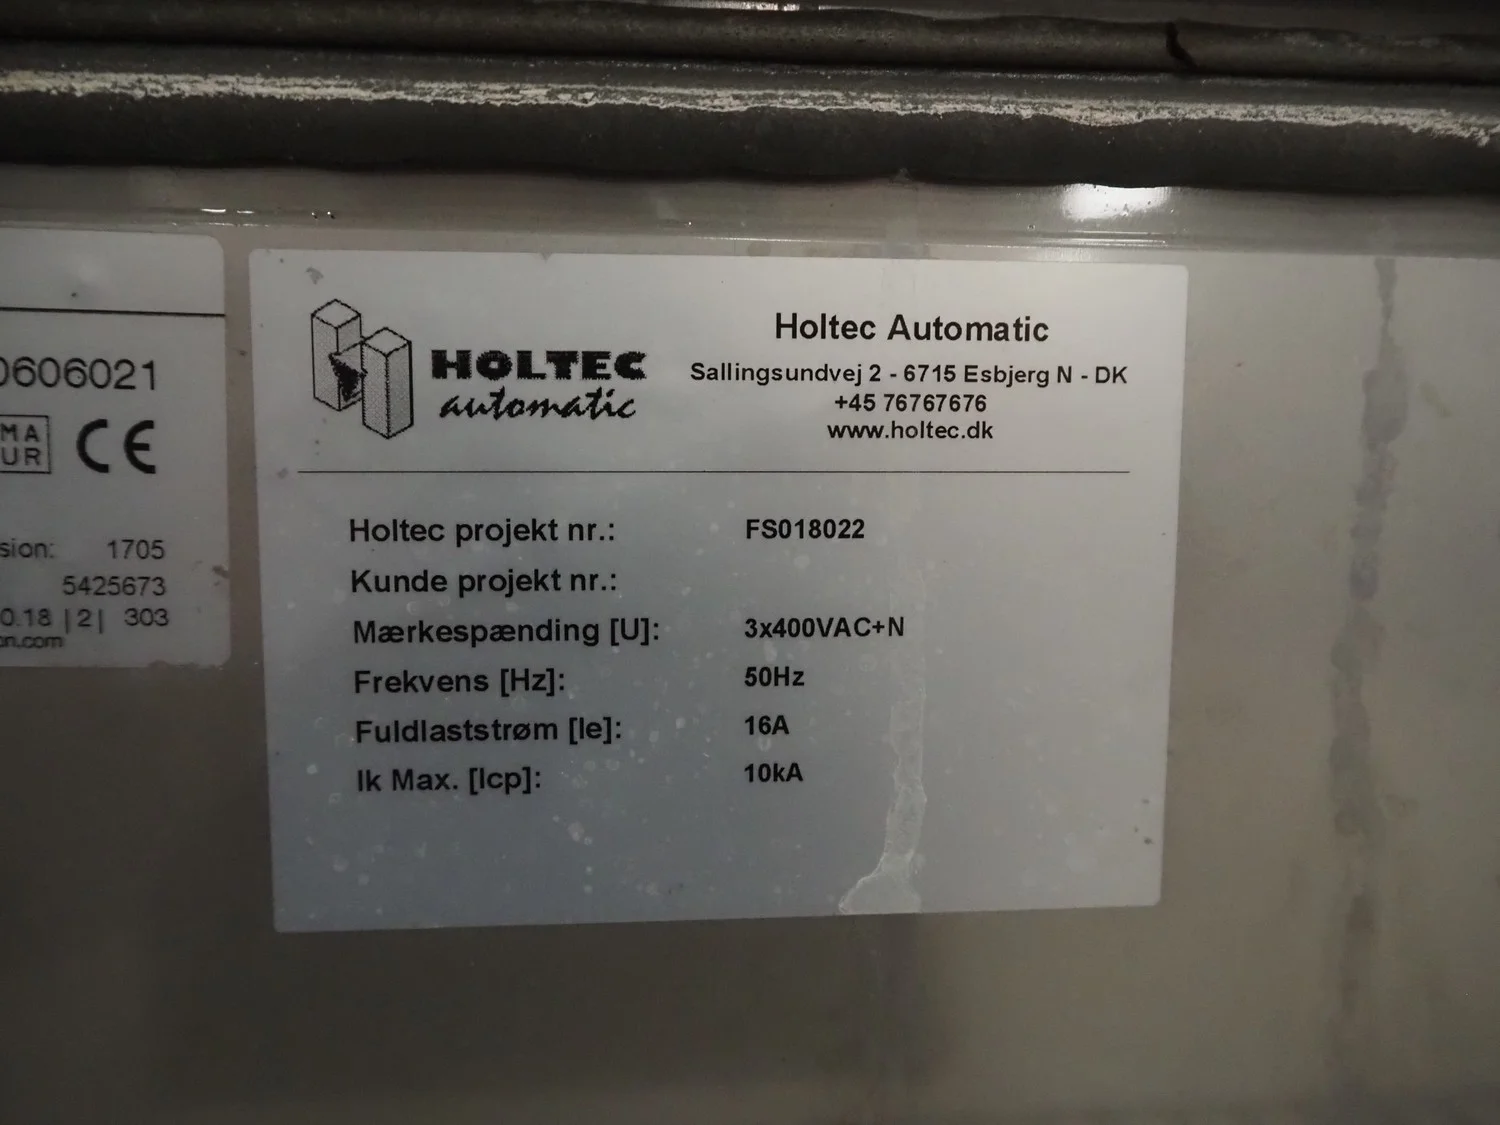 0606021
MA
UR
CE
sion: 1705
5425673
0.18 |2| 303
on.com
HOLTEC
automatic
Holtec Automatic
Sallingsundvej 2 - 6715 Esbjerg N - DK
+45 76767676
www.holtec.dk
Holtec projekt nr.: FS018022
Kunde projekt nr.:
Mærkespænding [U]: 3x400VAC+N
Frekvens [Hz]: 50Hz
Fuldlaststrøm [Ie]: 16A
Ik Max. [Icp]: 10kA